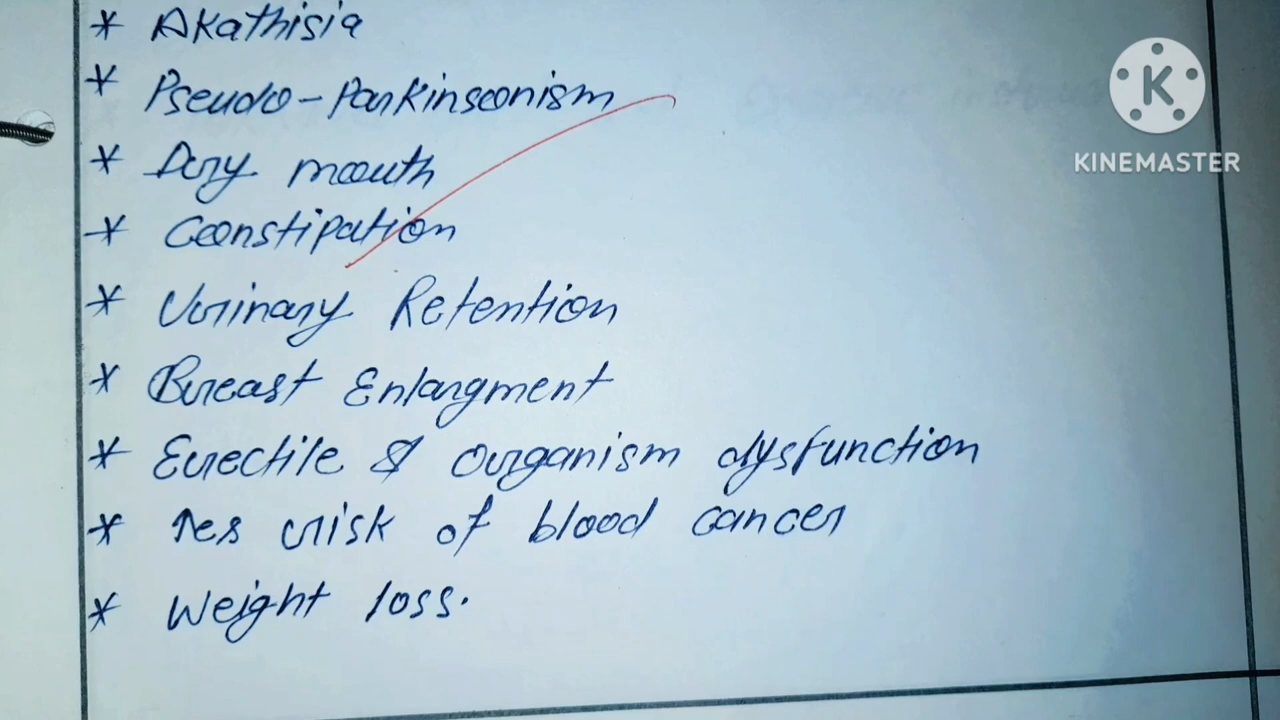 * Akathisia
* Pseudo-Parkinsonism
* Dry mouth
* Constipation
* Urinary Retention
* Breast Enlargment
* Erectile & organism dysfunction
* ↑es risk of blood cancer
* Weight loss.
K
KINEMASTER